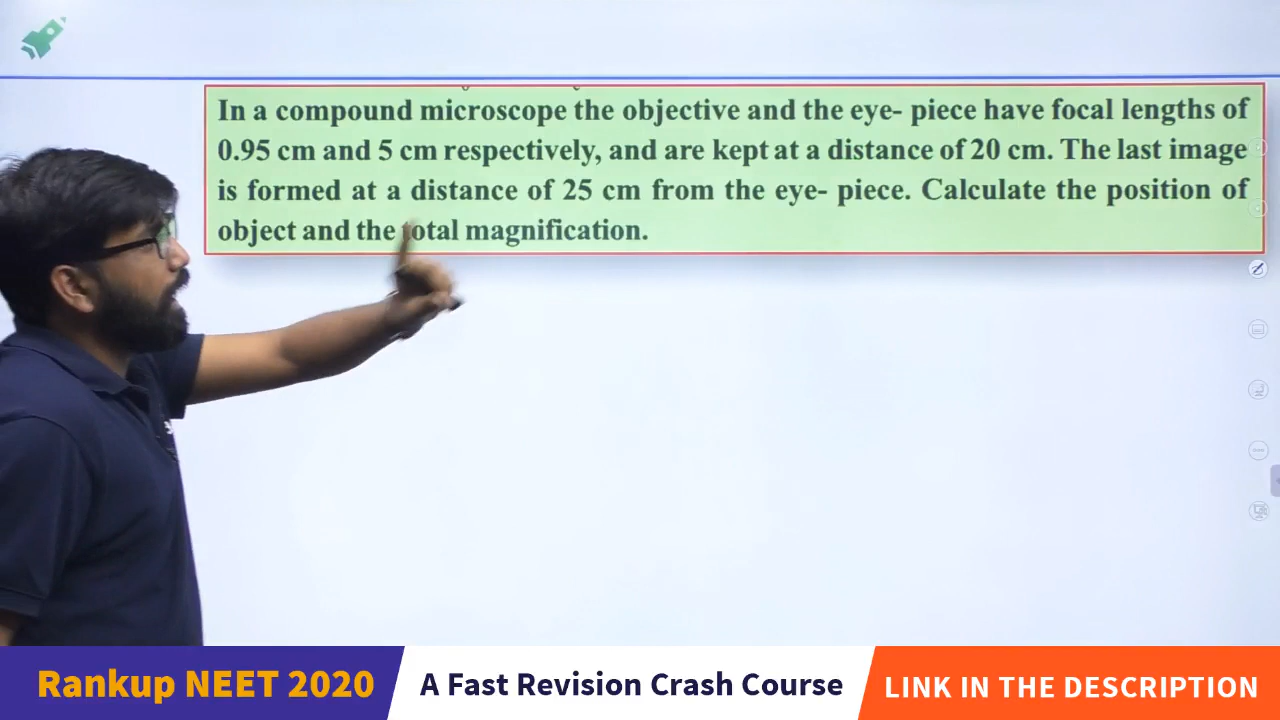 In a compound microscope the objective and the eye- piece have focal lengths of
0.95 cm and 5 cm respectively, and are kept at a distance of 20 cm. The last image
is formed at a distance of 25 cm from the eye- piece. Calculate the position of
object and the total magnification.
Rankup NEET 2020
A Fast Revision Crash Course
LINK IN THE DESCRIPTION